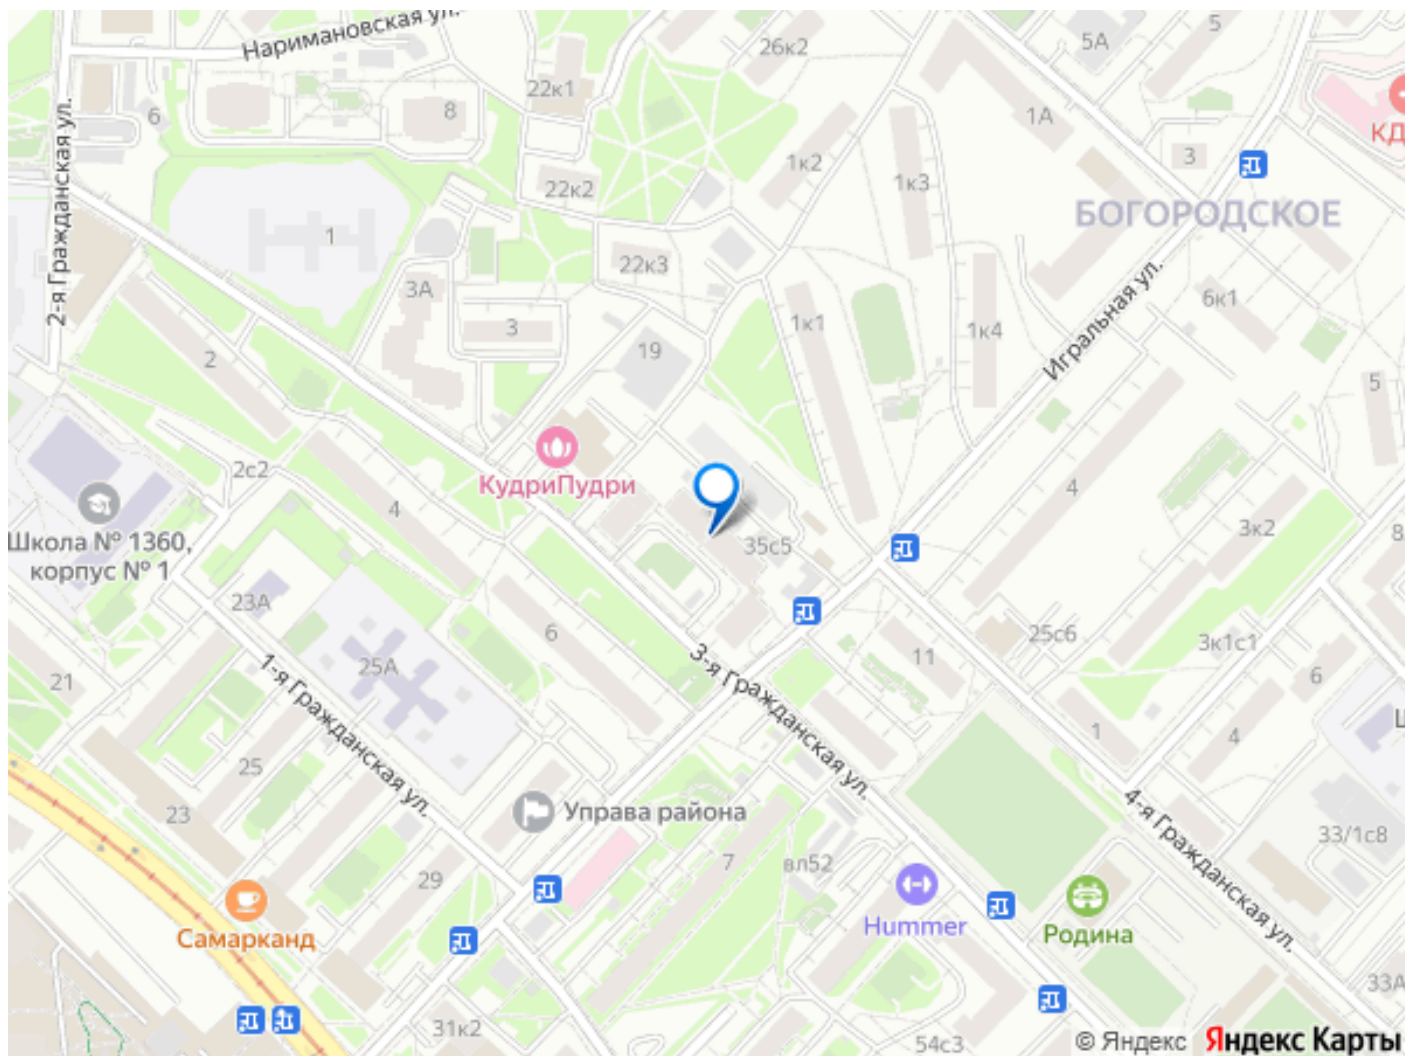 Наримановская ул.
5
5А
26к2
22к1
6
8
1А
КД
2-я Гражданская ул.
1к2
3
1к3
22к2
БОГОРОДСКОЕ
1
22к3
3А
6к1
Игральная ул.
3
1к1
1к4
19
2
5
2с2
КудриПудри
4
4
Школа № 1360,
корпус № 1
3к2
8
35с5
23А
6
25с6
3к1с1
11
25А
1-я Гражданская ул.
3-я Гражданская ул.
21
6
1
4
25
23
Управа района
4-я Гражданская ул.
33/1с8
7
вл52
29
Hummer
Самарканд
Родина
33А
31к2
54с3
© Яндекс Яндекс Карты